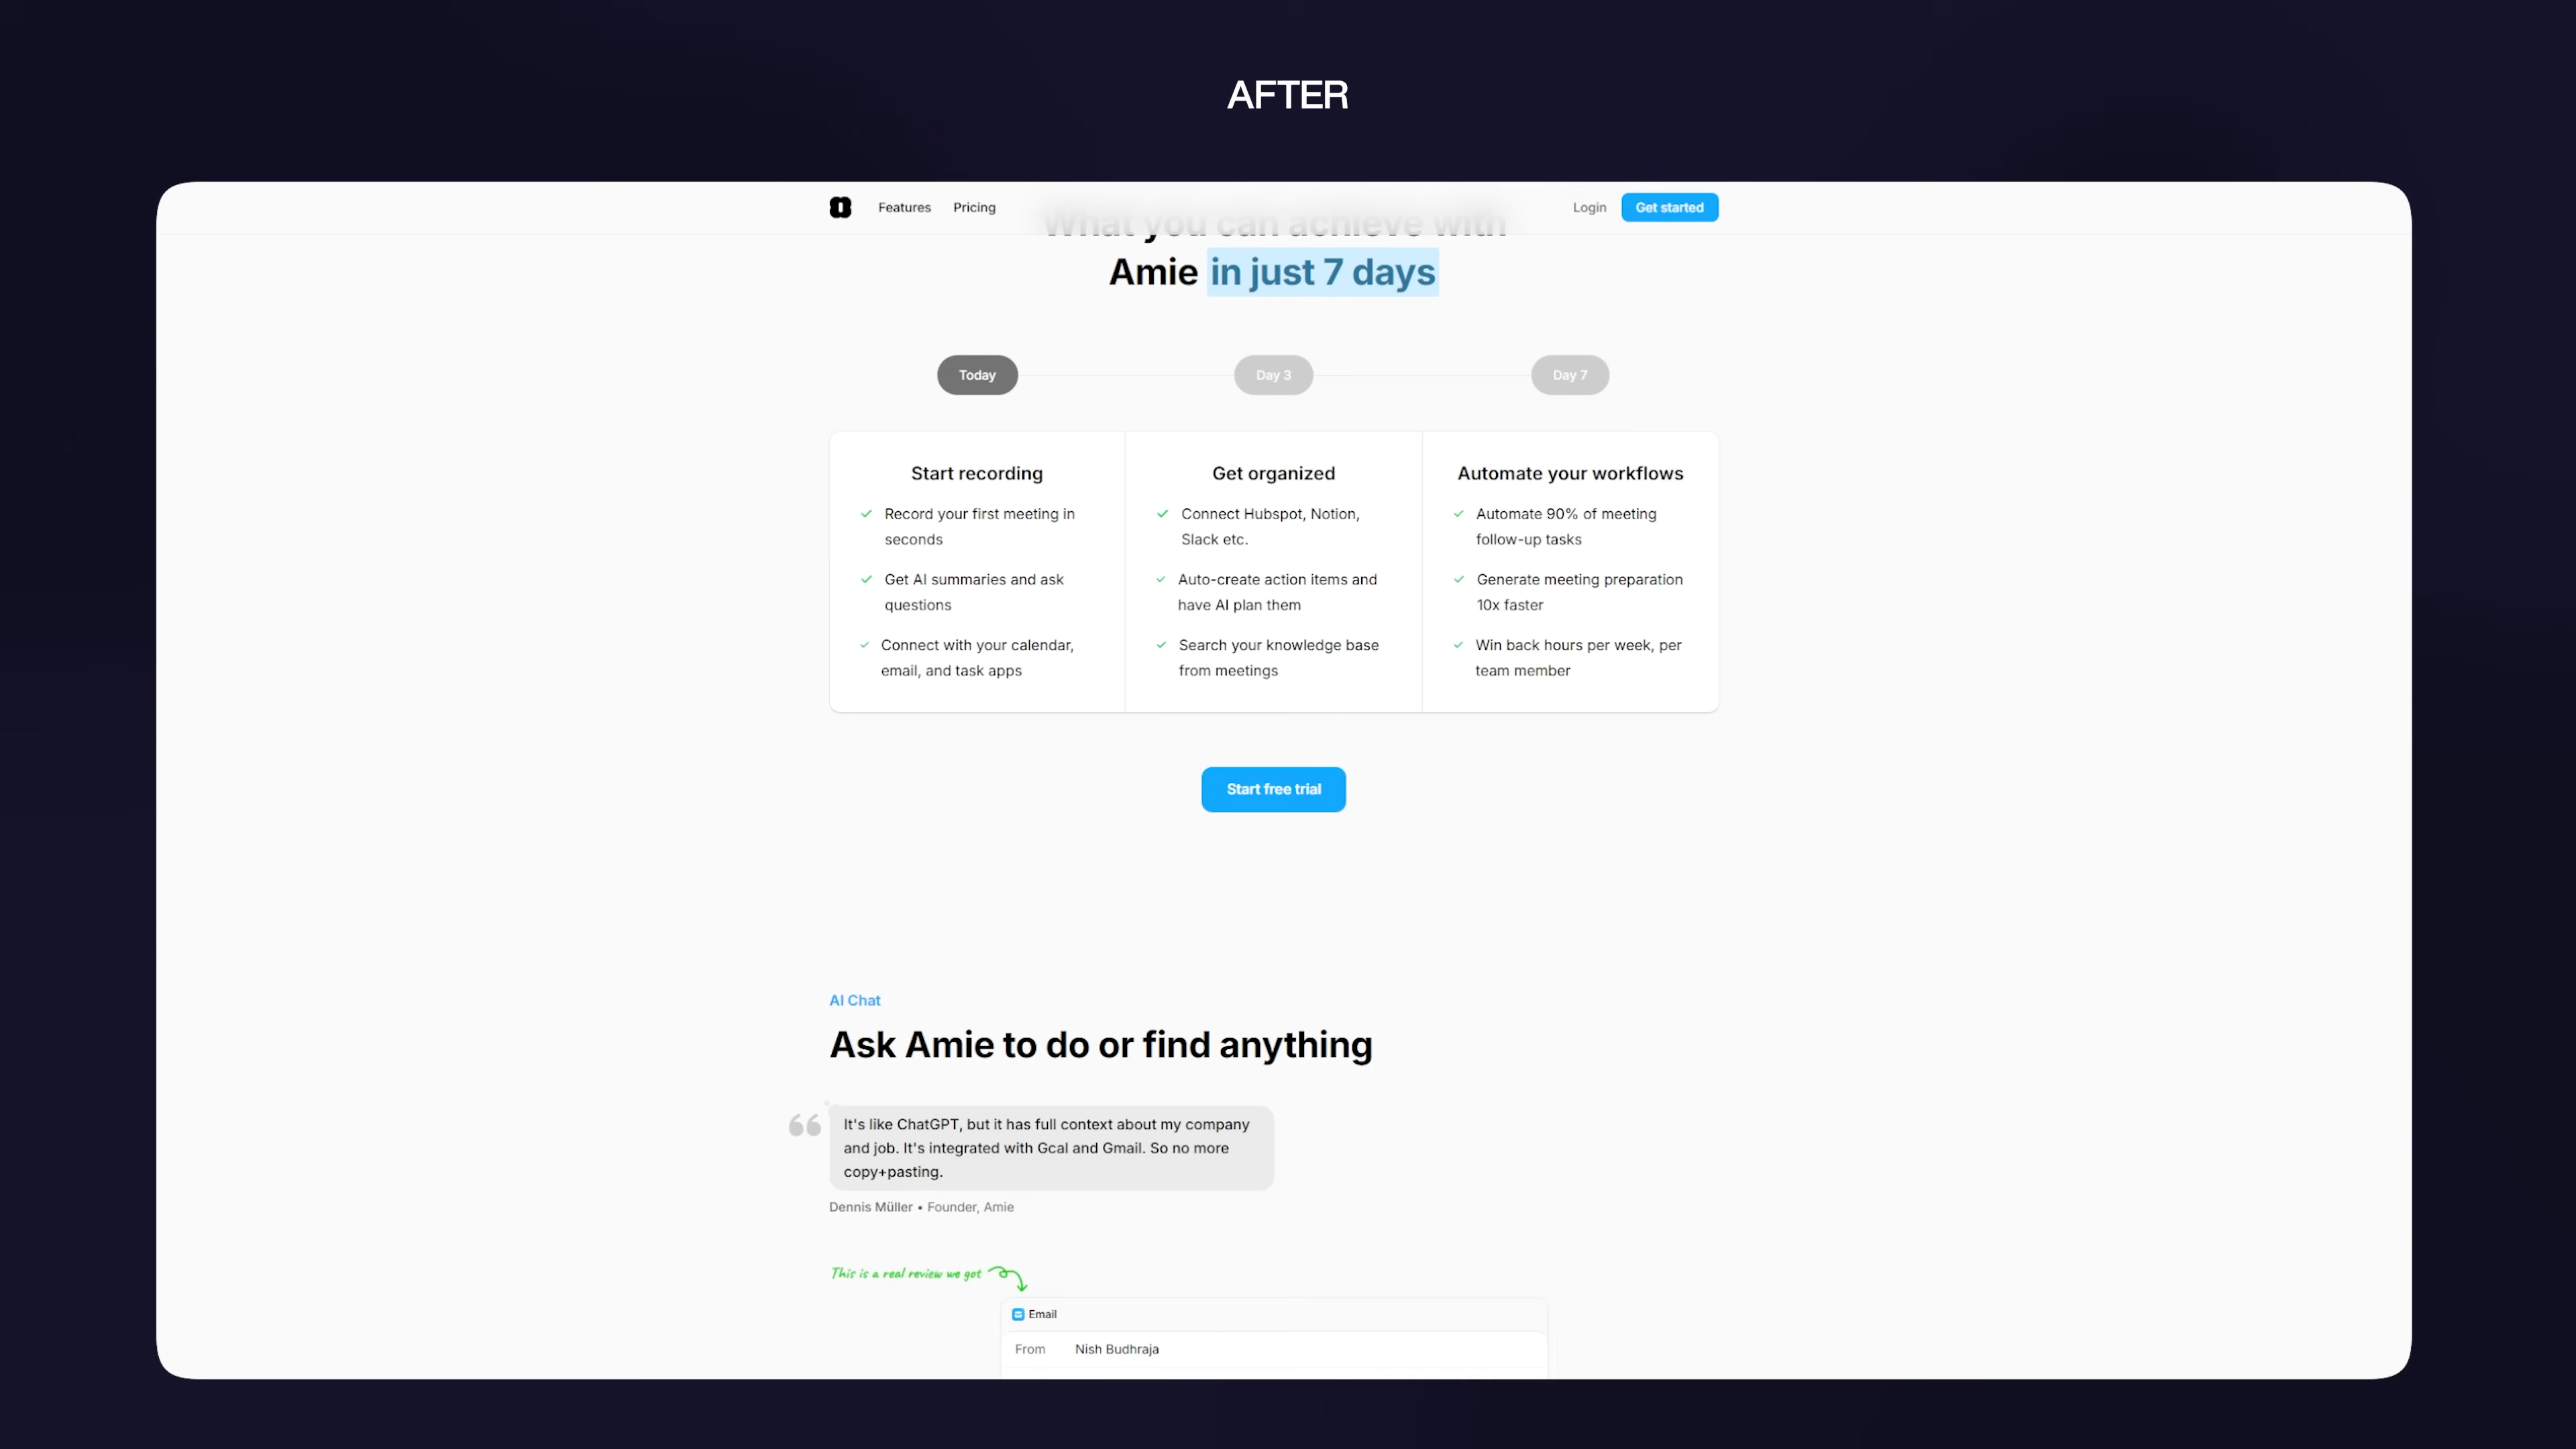 AFTER
Features Pricing Login Get started
What you can achieve with
Amie in just 7 days
Today Day 3 Day 7
Start recording
Record your first meeting in
seconds
Get AI summaries and ask
questions
Connect with your calendar,
email, and task apps
Get organized
Connect Hubspot, Notion,
Slack etc.
Auto-create action items and
have AI plan them
Search your knowledge base
from meetings
Automate your workflows
Automate 90% of meeting
follow-up tasks
Generate meeting preparation
10x faster
Win back hours per week, per
team member
Start free trial
AI Chat
Ask Amie to do or find anything
It's like ChatGPT, but it has full context about my company
and job. It's integrated with Gcal and Gmail. So no more
copy+pasting.
Dennis Müller • Founder, Amie
This is a real review we got
Email
From Nish Budhraja